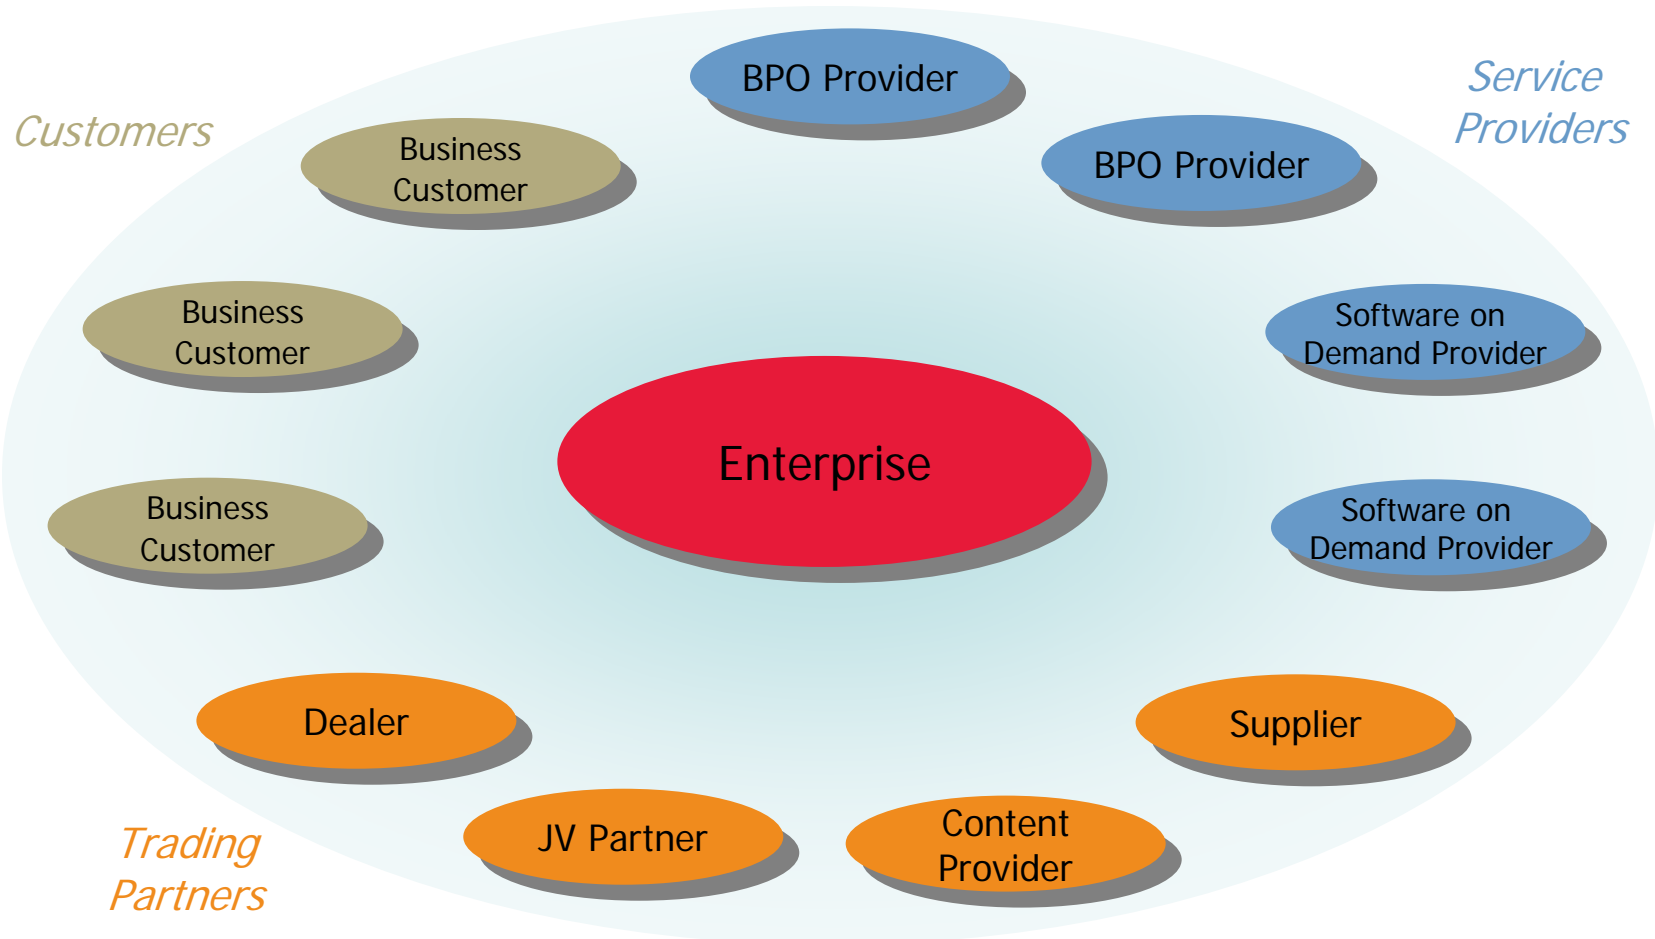 BPO Provider
Service
Providers
Customers
Business
Customer
BPO Provider
Business
Customer
Software on
Demand Provider
Enterprise
Business
Customer
Software on
Demand Provider
Dealer
Supplier
JV Partner
Content
Provider
Trading
Partners